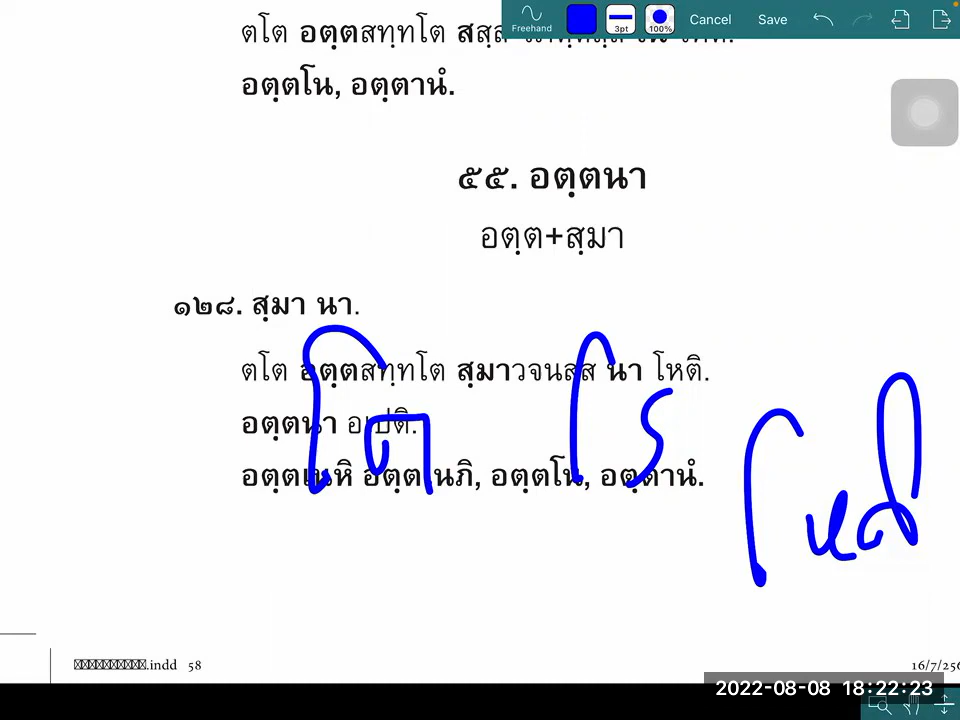 Freehand 3pt 100% Cancel Save
ตโต อตฺตสทฺทโต
อตฺตโน, อตฺตานํ.
๕๕. อตฺตนา
อตฺต+สฺมา
๑๒๘. สฺมา นา.
ตโต อตฺตสทฺทโต สฺมาวจนสฺส นา โหติ.
อตฺตนา อเปติ.
อตฺตเนหิ อตฺตเนภิ, อตฺตโน, อตฺตานํ.
โต โร โหติ
.indd 58
16/7/256
2022-08-08 18:22:23